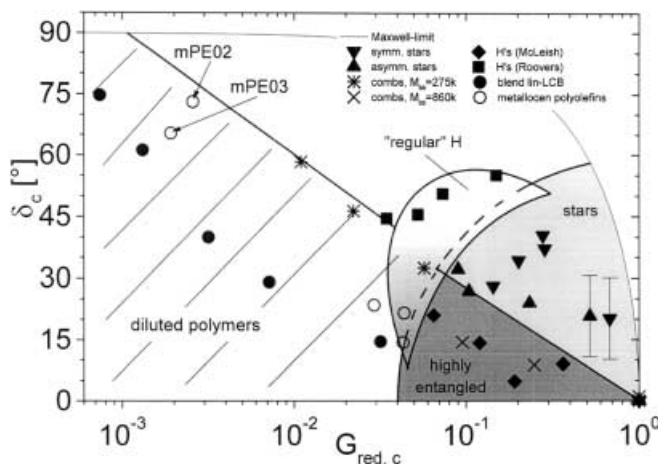 90
75
60
45
30
15
0
δc [°]
10-3
10-2
10-1
100
Gred, c
Maxwell-limit
symm. stars
asymm. stars
combs, Mbb=275k
combs, Mbb=860k
H's (McLeish)
H's (Roovers)
blend lin-LCB
metallocen polyolefins
mPE02
mPE03
"regular" H
stars
diluted polymers
highly
entangled